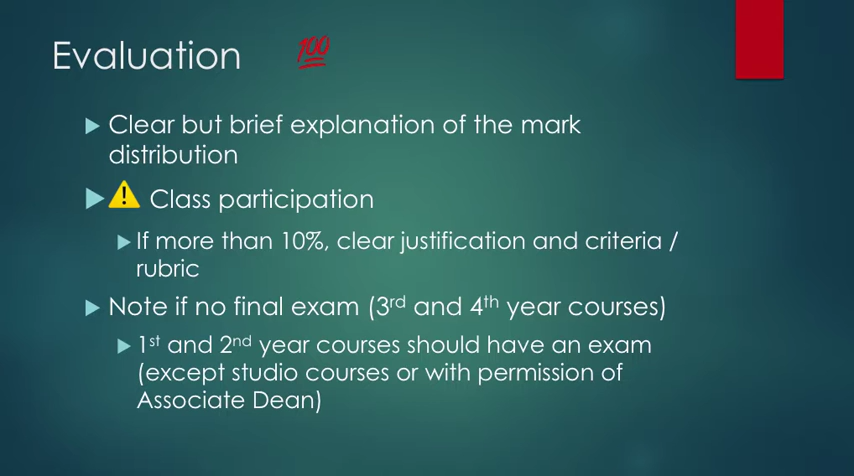 Evaluation 💯
Clear but brief explanation of the mark
distribution
⚠ Class participation
If more than 10%, clear justification and criteria /
rubric
Note if no final exam (3rd and 4th year courses)
1st and 2nd year courses should have an exam
(except studio courses or with permission of
Associate Dean)